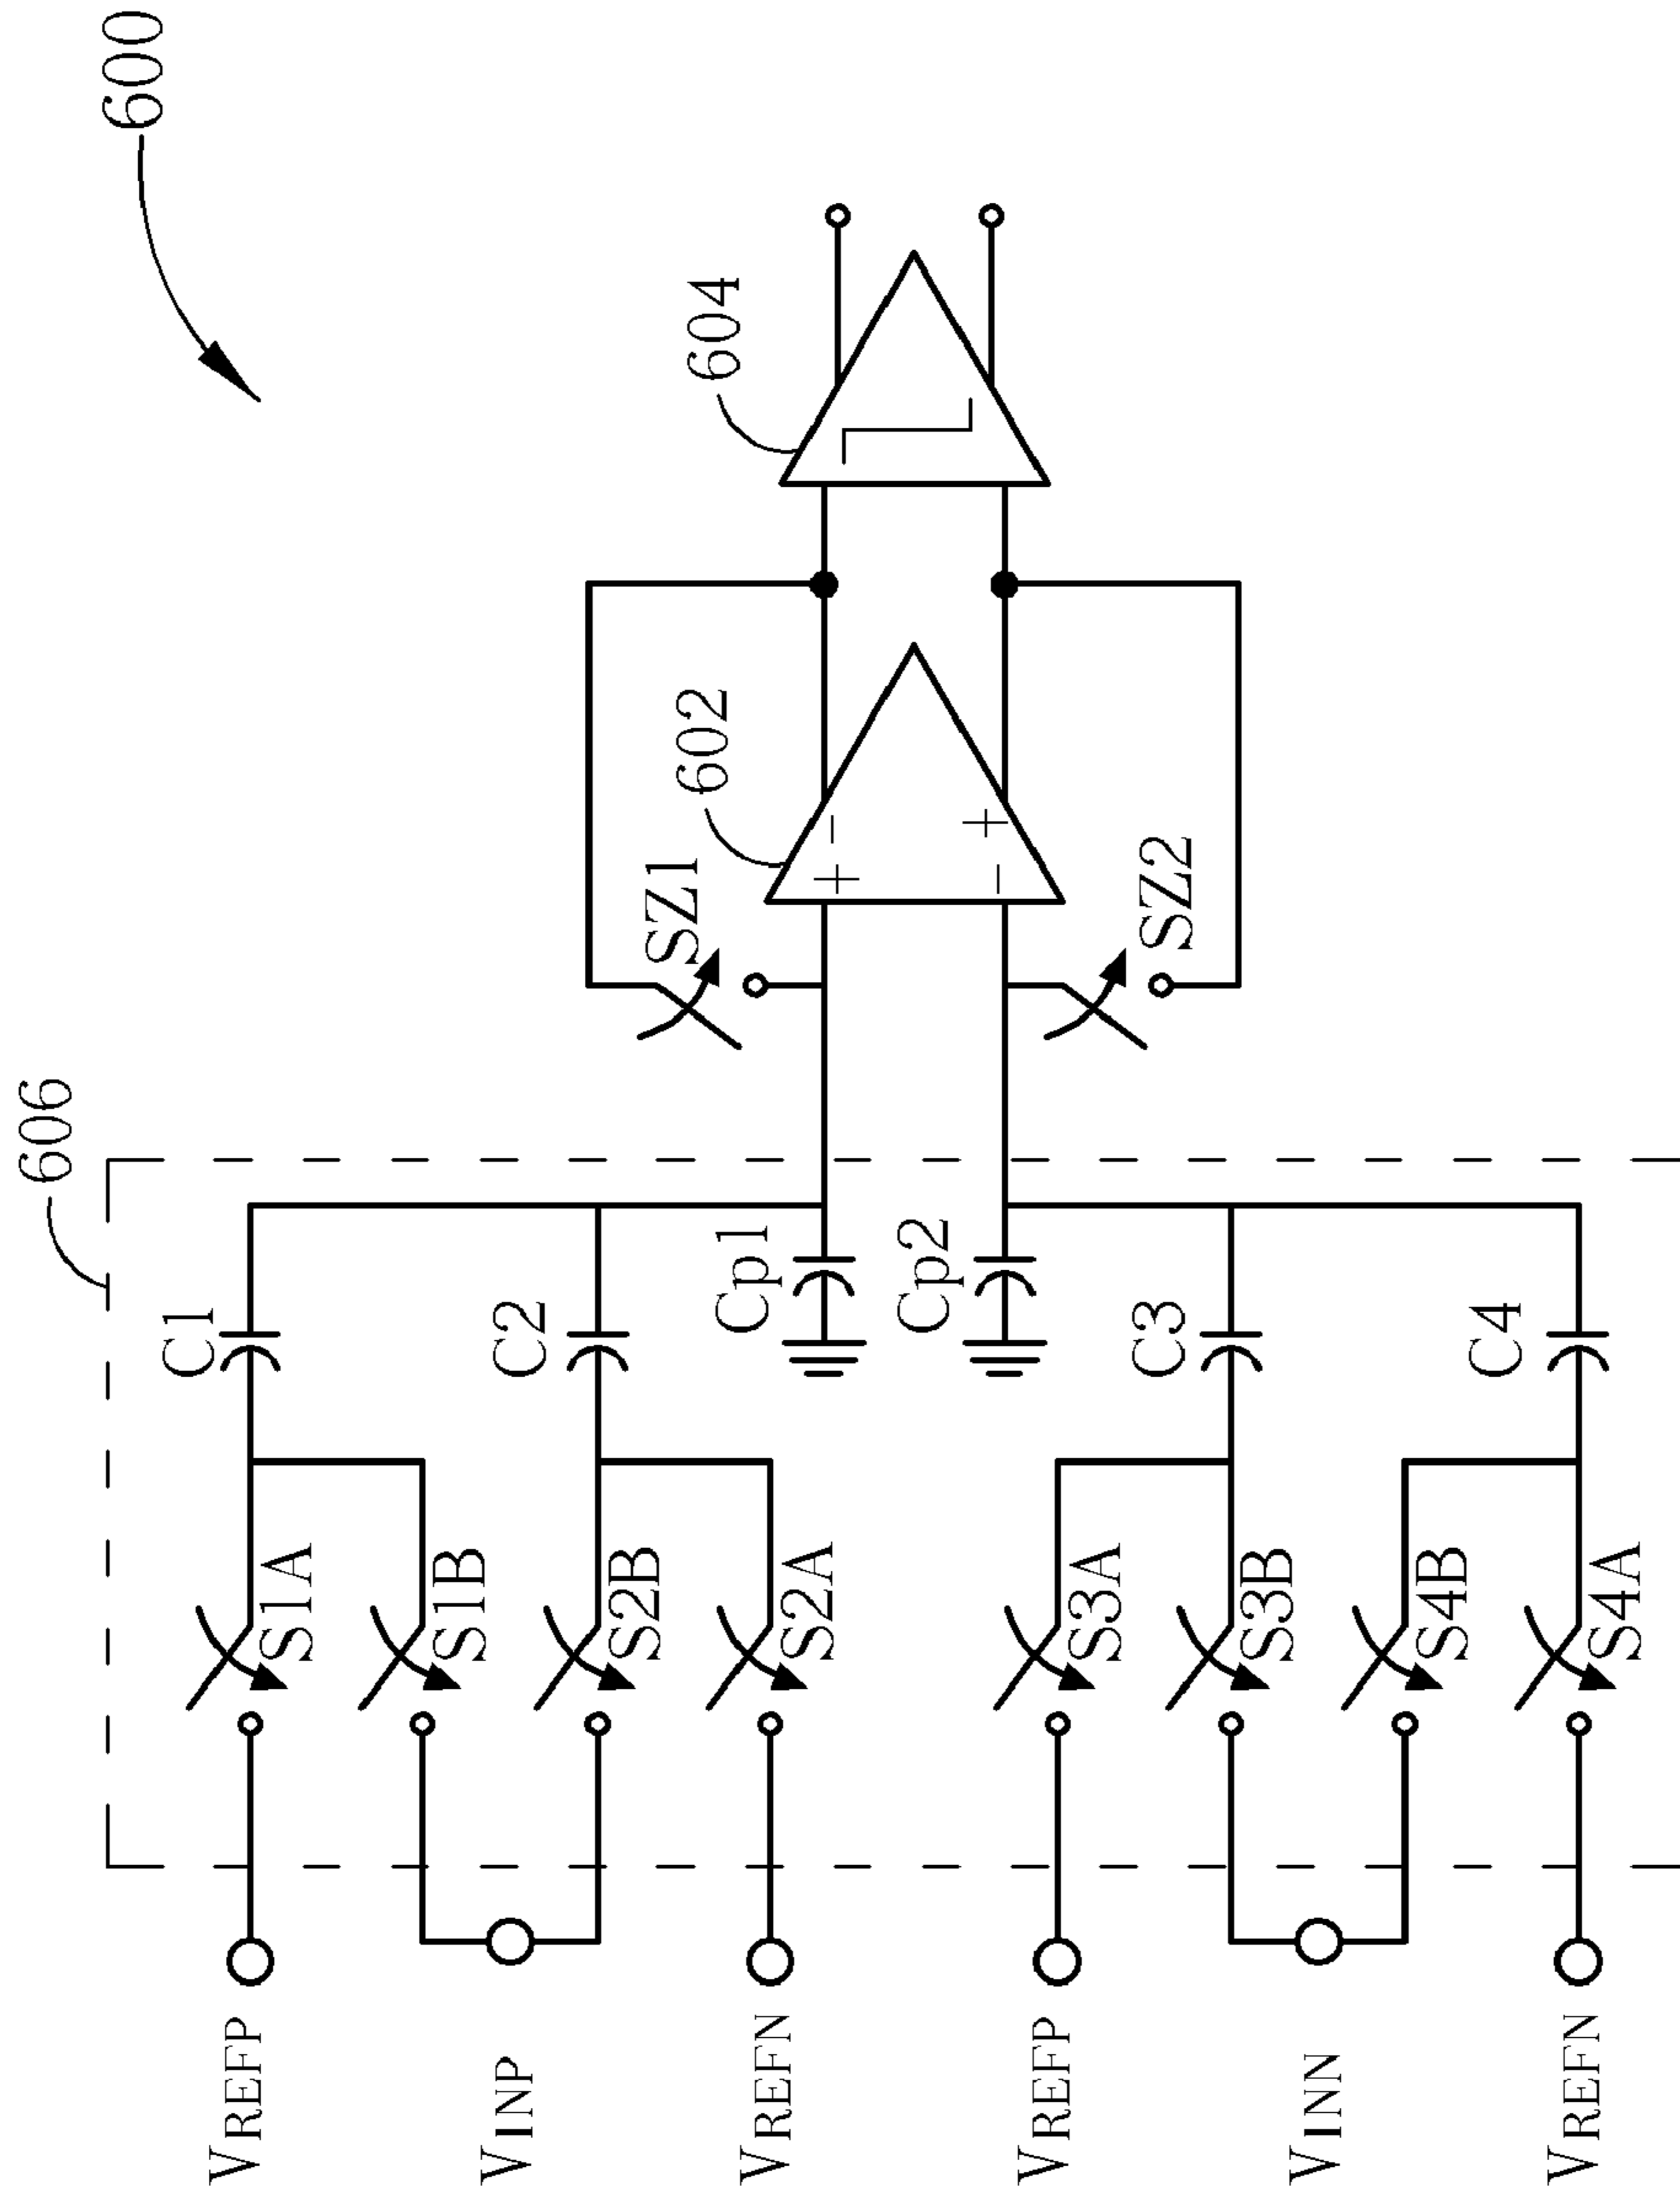 600
606
604
602
SZ1
SZ2
C1
C2
Cp1
Cp2
C3
C4
S1A
S1B
S2B
S2A
S3A
S3B
S4B
S4A
VREFP
VINP
VREFN
VREFP
VINN
VREFN
+
-
-
+